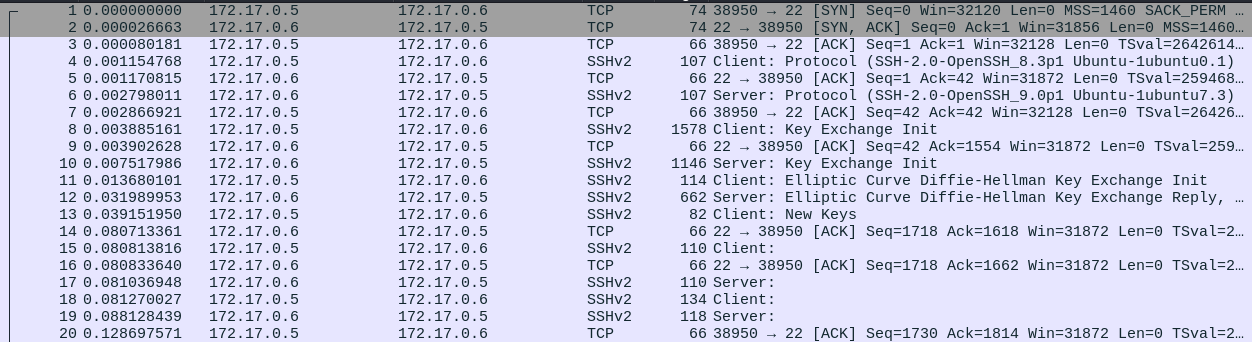 1 0.000000000 172.17.0.5 172.17.0.6 TCP 74 38950 → 22 [SYN] Seq=0 Win=32120 Len=0 MSS=1460 SACK_PERM …
2 0.000026663 172.17.0.6 172.17.0.5 TCP 74 22 → 38950 [SYN, ACK] Seq=0 Ack=1 Win=31856 Len=0 MSS=1460…
3 0.000080181 172.17.0.5 172.17.0.6 TCP 66 38950 → 22 [ACK] Seq=1 Ack=1 Win=32128 Len=0 TSval=2642614…
4 0.001154768 172.17.0.5 172.17.0.6 SSHv2 107 Client: Protocol (SSH-2.0-OpenSSH_8.3p1 Ubuntu-1ubuntu0.1)
5 0.001170815 172.17.0.6 172.17.0.5 TCP 66 22 → 38950 [ACK] Seq=1 Ack=42 Win=31872 Len=0 TSval=259468…
6 0.002798011 172.17.0.6 172.17.0.5 SSHv2 107 Server: Protocol (SSH-2.0-OpenSSH_9.0p1 Ubuntu-1ubuntu7.3)
7 0.002866921 172.17.0.5 172.17.0.6 TCP 66 38950 → 22 [ACK] Seq=42 Ack=42 Win=32128 Len=0 TSval=26426…
8 0.003885161 172.17.0.5 172.17.0.6 SSHv2 1578 Client: Key Exchange Init
9 0.003902628 172.17.0.6 172.17.0.5 TCP 66 22 → 38950 [ACK] Seq=42 Ack=1554 Win=31872 Len=0 TSval=259…
10 0.007517986 172.17.0.6 172.17.0.5 SSHv2 1146 Server: Key Exchange Init
11 0.013680101 172.17.0.5 172.17.0.6 SSHv2 114 Client: Elliptic Curve Diffie-Hellman Key Exchange Init
12 0.031989953 172.17.0.6 172.17.0.5 SSHv2 662 Server: Elliptic Curve Diffie-Hellman Key Exchange Reply, …
13 0.039151950 172.17.0.5 172.17.0.6 SSHv2 82 Client: New Keys
14 0.080713361 172.17.0.6 172.17.0.5 TCP 66 22 → 38950 [ACK] Seq=1718 Ack=1618 Win=31872 Len=0 TSval=2…
15 0.080813816 172.17.0.5 172.17.0.6 SSHv2 110 Client:
16 0.080833640 172.17.0.6 172.17.0.5 TCP 66 22 → 38950 [ACK] Seq=1718 Ack=1662 Win=31872 Len=0 TSval=2…
17 0.081036948 172.17.0.6 172.17.0.5 SSHv2 110 Server:
18 0.081270027 172.17.0.5 172.17.0.6 SSHv2 134 Client:
19 0.088128439 172.17.0.6 172.17.0.5 SSHv2 118 Server:
20 0.128697571 172.17.0.5 172.17.0.6 TCP 66 38950 → 22 [ACK] Seq=1730 Ack=1814 Win=31872 Len=0 TSval=2…